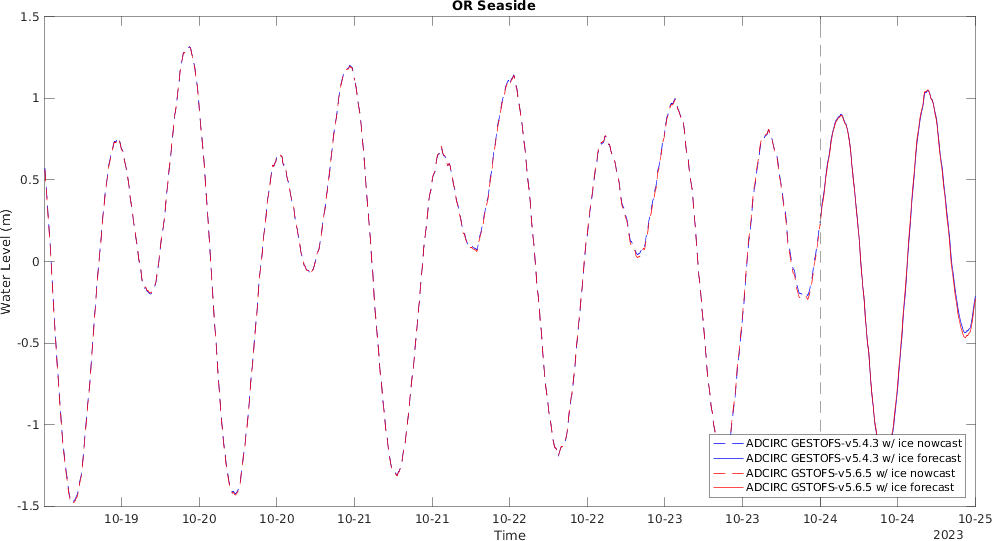 OR Seaside
1.5
1
0.5
0
-0.5
-1
-1.5
Water Level (m)
ADCIRC GESTOFS-v5.4.3 w/ ice nowcast
ADCIRC GESTOFS-v5.4.3 w/ ice forecast
ADCIRC GSTOFS-v5.6.5 w/ ice nowcast
ADCIRC GSTOFS-v5.6.5 w/ ice forecast
10-19 10-20 10-20 10-21 10-21 10-22 10-22 10-23 10-23 10-24 10-24 10-25
Time
2023